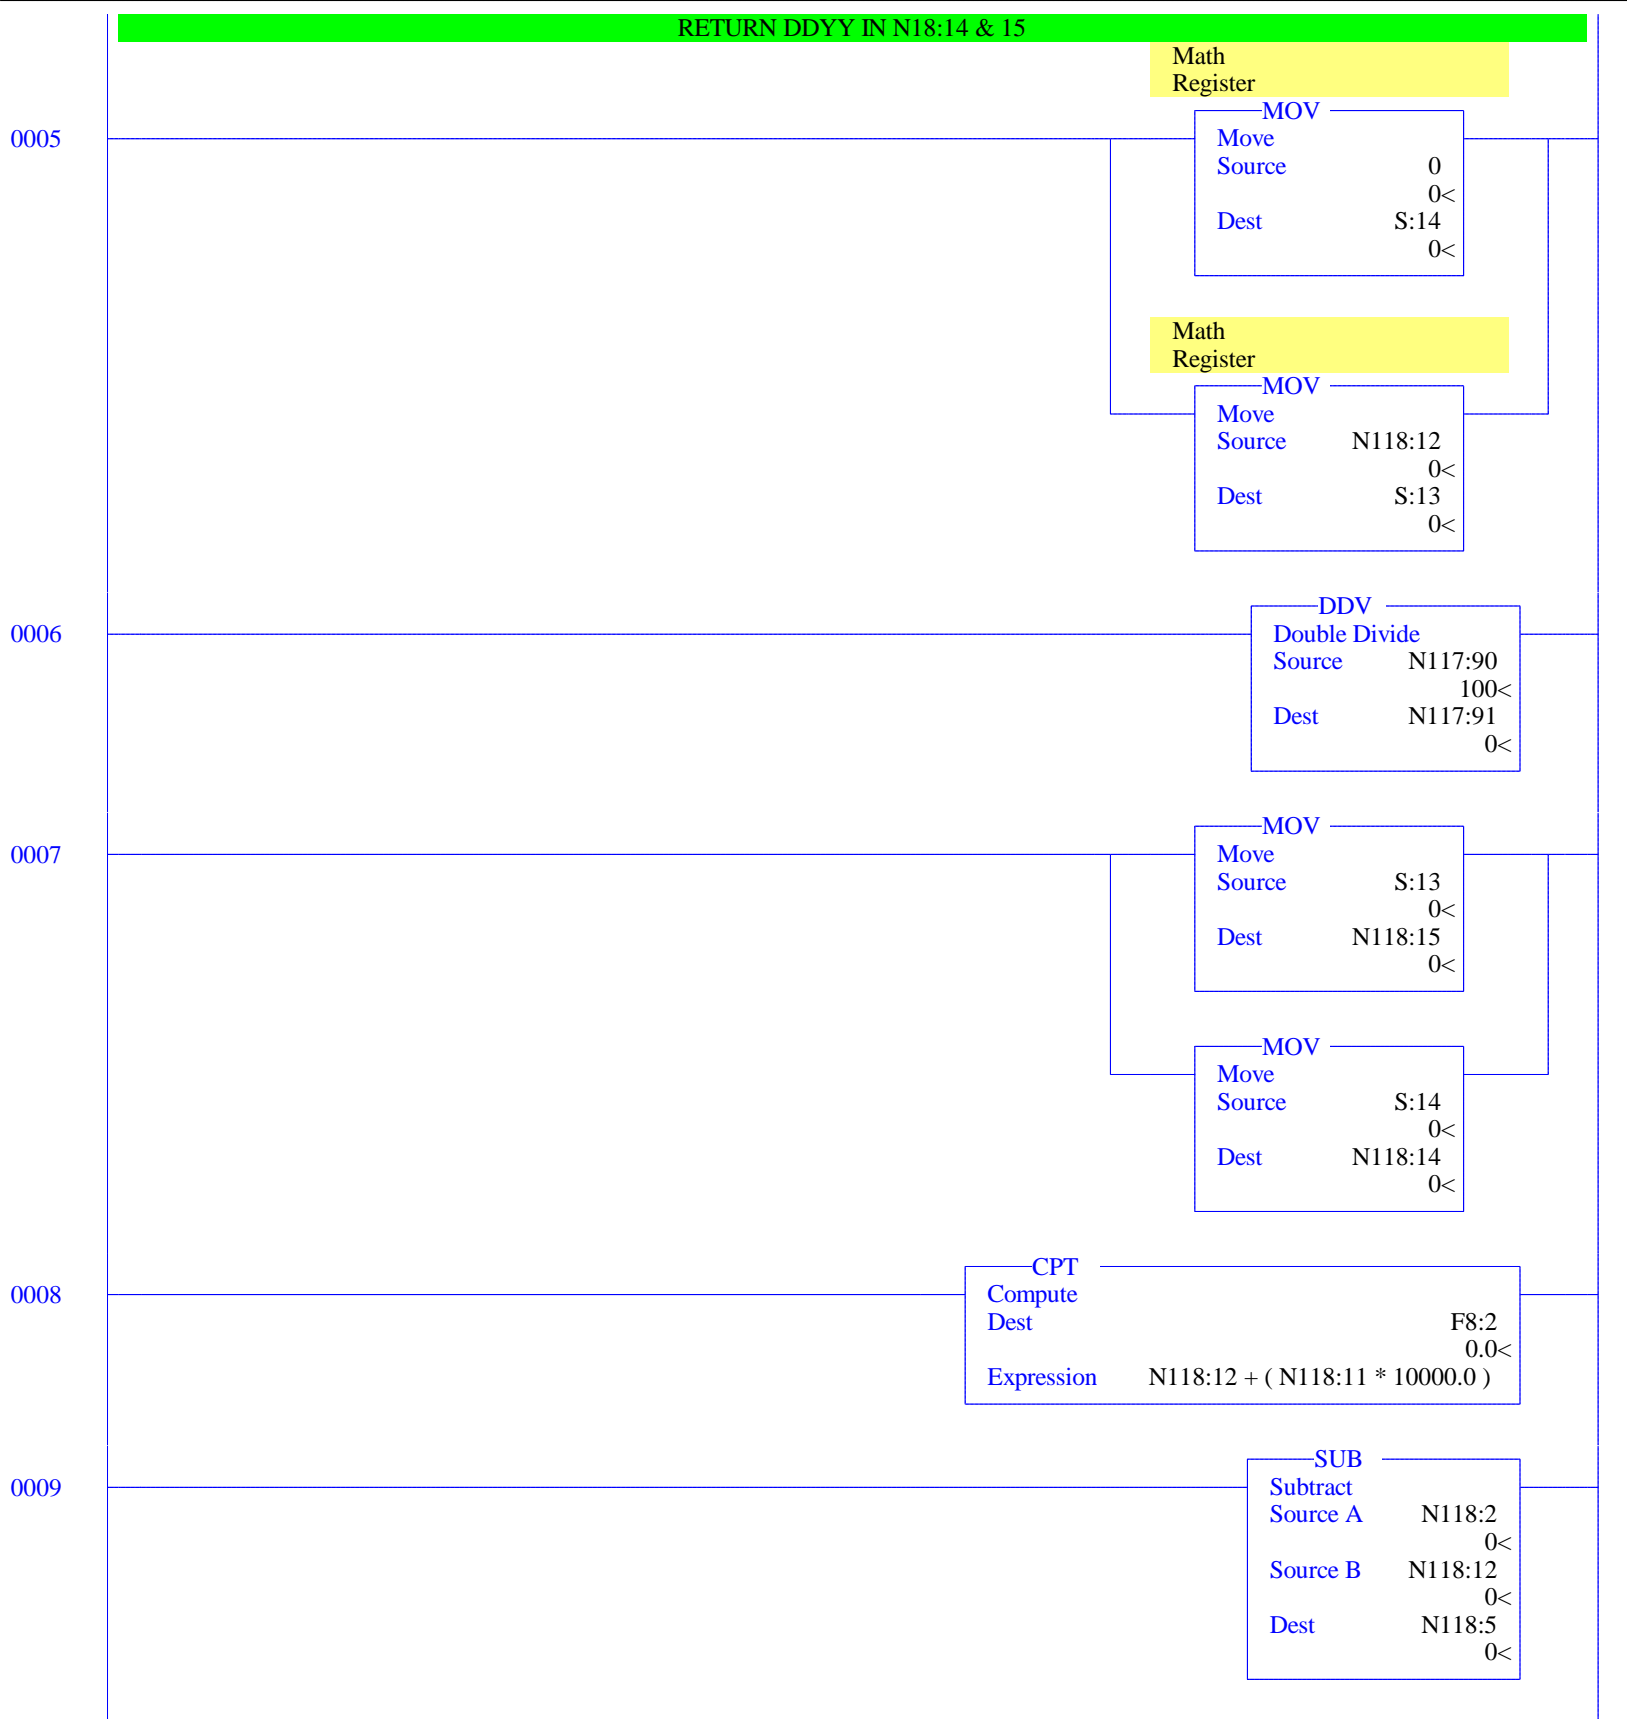 RETURN DDYY IN N18:14 & 15
Math
Register
MOV
0005
Move
Source 0
0<
Dest S:14
0<
Math
Register
MOV
Move
Source N118:12
0<
Dest S:13
0<
DDV
0006
Double Divide
Source N117:90
100<
Dest N117:91
0<
MOV
0007
Move
Source S:13
0<
Dest N118:15
0<
MOV
Move
Source S:14
0<
Dest N118:14
0<
CPT
0008
Compute
Dest F8:2
0.0<
Expression N118:12 + ( N118:11 * 10000.0 )
SUB
0009
Subtract
Source A N118:2
0<
Source B N118:12
0<
Dest N118:5
0<